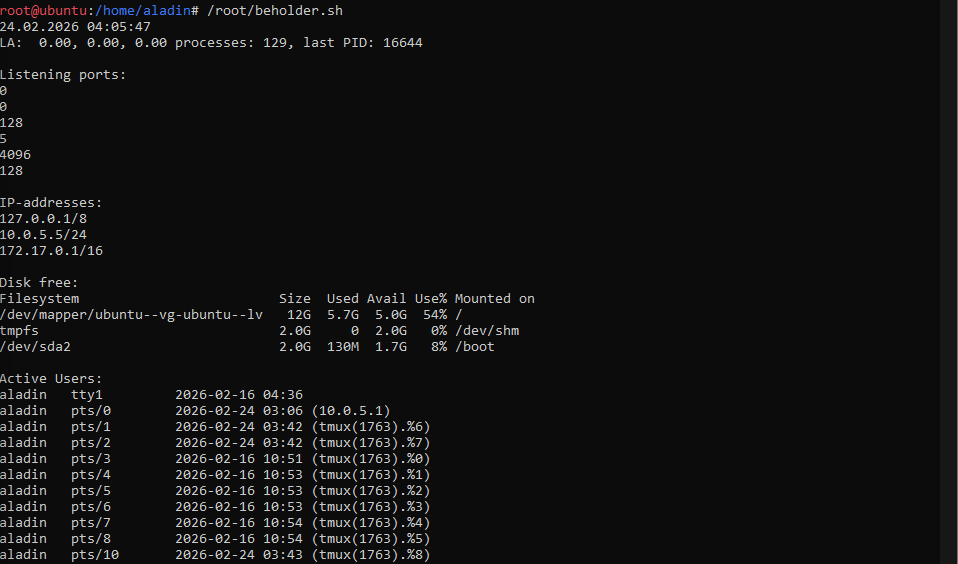 root@ubuntu:/home/aladin# /root/beholder.sh
24.02.2026 04:05:47
LA:  0.00, 0.00, 0.00 processes: 129, last PID: 16644

Listening ports:
0
0
128
5
4096
128

IP-addresses:
127.0.0.1/8
10.0.5.5/24
172.17.0.1/16

Disk free:
Filesystem                         Size  Used Avail Use% Mounted on
/dev/mapper/ubuntu--vg-ubuntu--lv   12G  5.7G  5.0G  54% /
tmpfs                              2.0G     0  2.0G   0% /dev/shm
/dev/sda2                          2.0G  130M  1.7G   8% /boot

Active Users:
aladin   tty1         2026-02-16 04:36
aladin   pts/0        2026-02-24 03:06 (10.0.5.1)
aladin   pts/1        2026-02-24 03:42 (tmux(1763).%6)
aladin   pts/2        2026-02-24 03:42 (tmux(1763).%7)
aladin   pts/3        2026-02-16 10:51 (tmux(1763).%0)
aladin   pts/4        2026-02-16 10:53 (tmux(1763).%1)
aladin   pts/5        2026-02-16 10:53 (tmux(1763).%2)
aladin   pts/6        2026-02-16 10:53 (tmux(1763).%3)
aladin   pts/7        2026-02-16 10:54 (tmux(1763).%4)
aladin   pts/8        2026-02-16 10:54 (tmux(1763).%5)
aladin   pts/10       2026-02-24 03:43 (tmux(1763).%8)